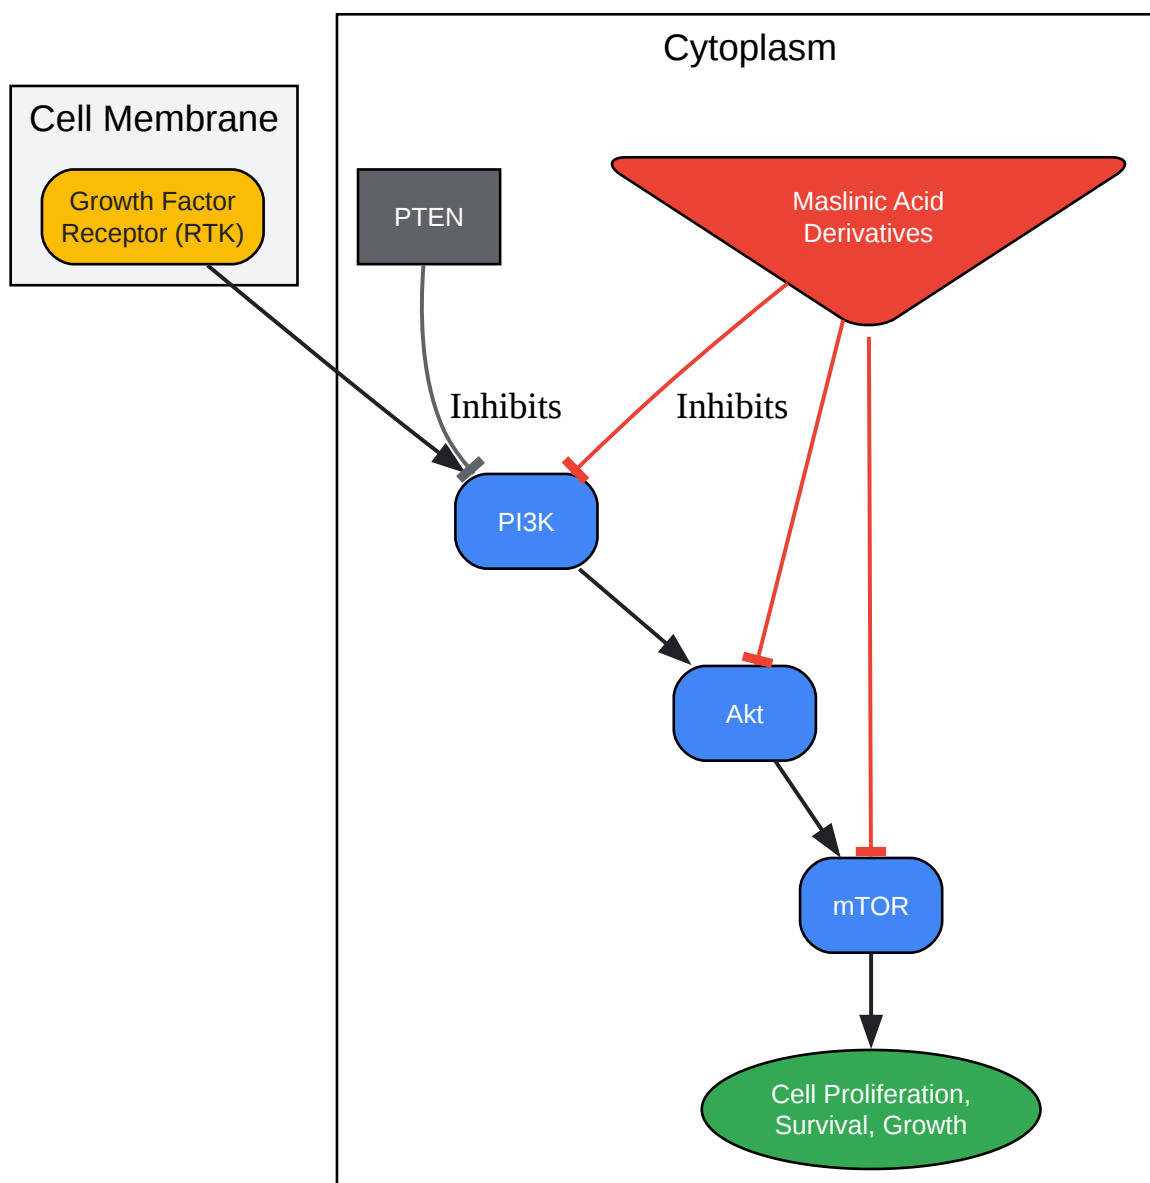 Cytoplasm
Cell Membrane
Growth Factor
Receptor (RTK)
PTEN
Maslinic Acid
Derivatives
Inhibits
Inhibits
PI3K
Akt
mTOR
Cell Proliferation,
Survival, Growth